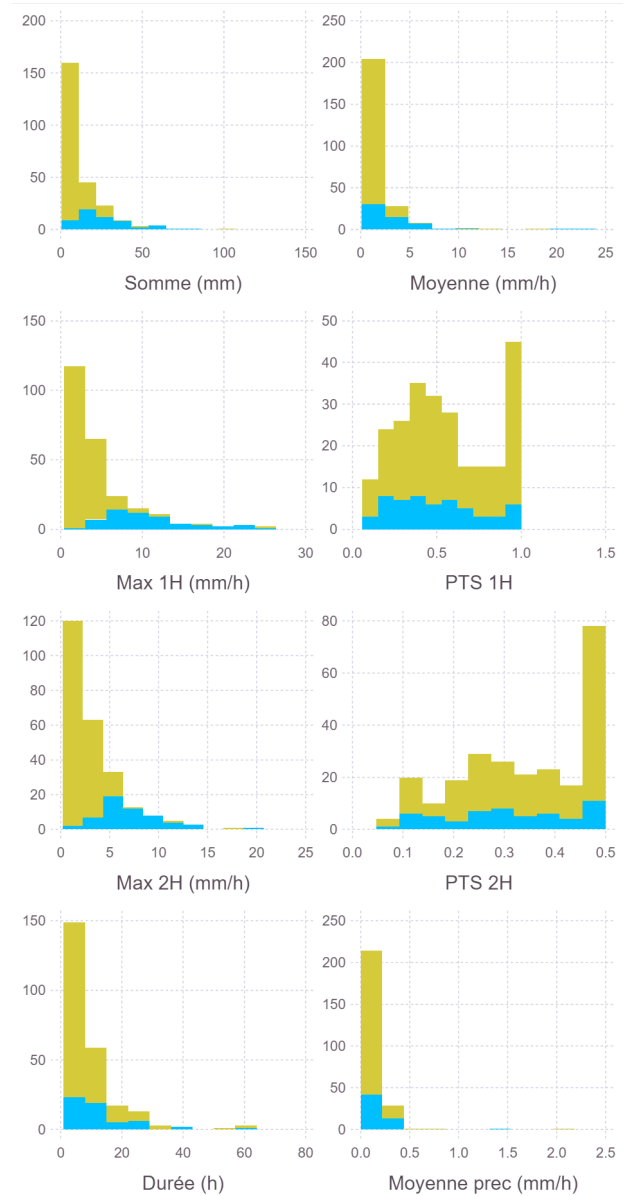 200
150
100
50
0
0 50 100 150
Somme (mm)
250
200
150
100
50
0
0 5 10 15 20 25
Moyenne (mm/h)
150
100
50
0
0 10 20 30
Max 1H (mm/h)
50
40
30
20
10
0
0.0 0.5 1.0 1.5
PTS 1H
120
100
80
60
40
20
0
0 5 10 15 20 25
Max 2H (mm/h)
80
60
40
20
0
0.0 0.1 0.2 0.3 0.4 0.5
PTS 2H
150
100
50
0
0 20 40 60 80
Durée (h)
250
200
150
100
50
0
0.0 0.5 1.0 1.5 2.0 2.5
Moyenne prec (mm/h)